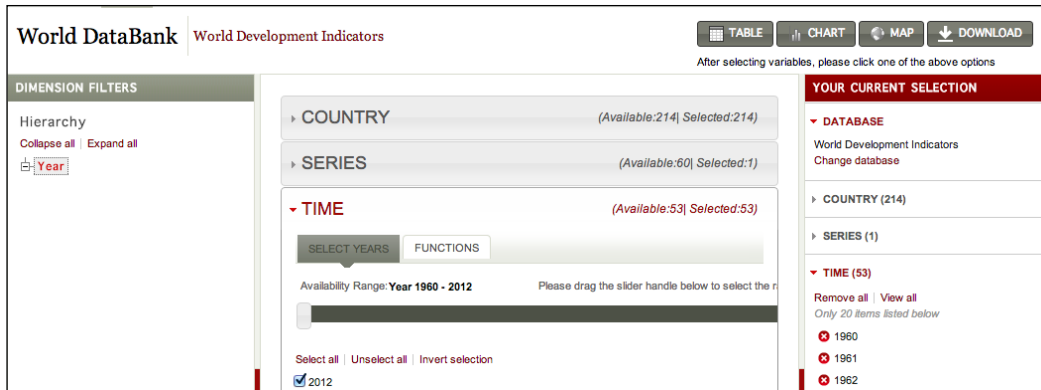 World DataBank World Development Indicators
TABLE CHART MAP DOWNLOAD
After selecting variables, please click one of the above options
DIMENSION FILTERS
Hierarchy
Collapse all | Expand all
Year
COUNTRY (Available:214| Selected:214)
SERIES (Available:60| Selected:1)
TIME (Available:53| Selected:53)
SELECT YEARS FUNCTIONS
Availability Range: Year 1960 - 2012 Please drag the slider handle below to select the
Select all | Unselect all | Invert selection
2012
YOUR CURRENT SELECTION
DATABASE
World Development Indicators
Change database
COUNTRY (214)
SERIES (1)
TIME (53)
Remove all | View all
Only 20 items listed below
1960
1961
1962